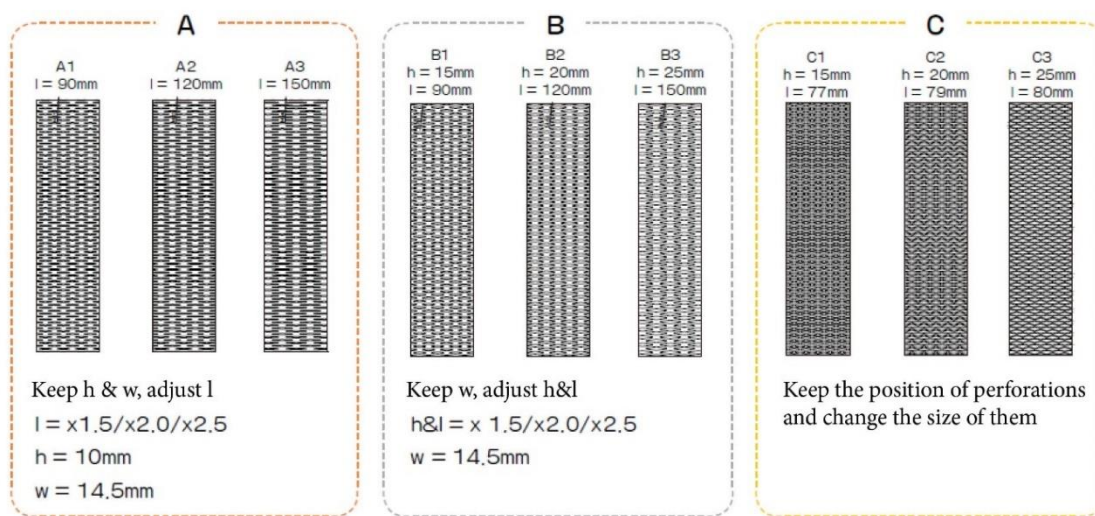 A
A1
l = 90mm
A2
l = 120mm
A3
l = 150mm
Keep h & w, adjust l
l = x1.5/x2.0/x2.5
h = 10mm
w = 14.5mm
B
B1
h = 15mm
l = 90mm
B2
h = 20mm
l = 120mm
B3
h = 25mm
l = 150mm
Keep w, adjust h&l
h&l = x 1.5/x2.0/x2.5
w = 14.5mm
C
C1
h = 15mm
l = 77mm
C2
h = 20mm
l = 79mm
C3
h = 25mm
l = 80mm
Keep the position of perforations
and change the size of them